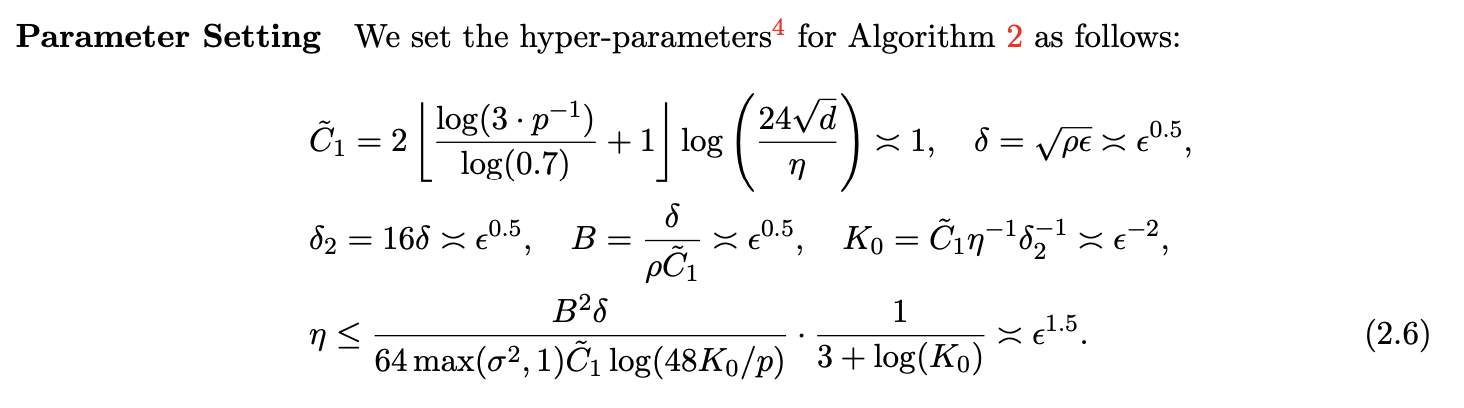 Parameter Setting We set the hyper-parameters⁴ for Algorithm 2 as follows:
C̃₁ = 2 ⌊ log(3 · p⁻¹) / log(0.7) + 1 ⌋ log ( 24√d / η ) ≍ 1, δ = √(ρϵ) ≍ ϵ^0.5,
δ₂ = 16δ ≍ ϵ^0.5, B = δ / (ρC̃₁) ≍ ϵ^0.5, K₀ = C̃₁η⁻¹δ₂⁻¹ ≍ ϵ⁻²,
η ≤ B²δ / (64 max(σ², 1)C̃₁ log(48K₀/p)) · 1 / (3 + log(K₀)) ≍ ϵ^1.5. (2.6)